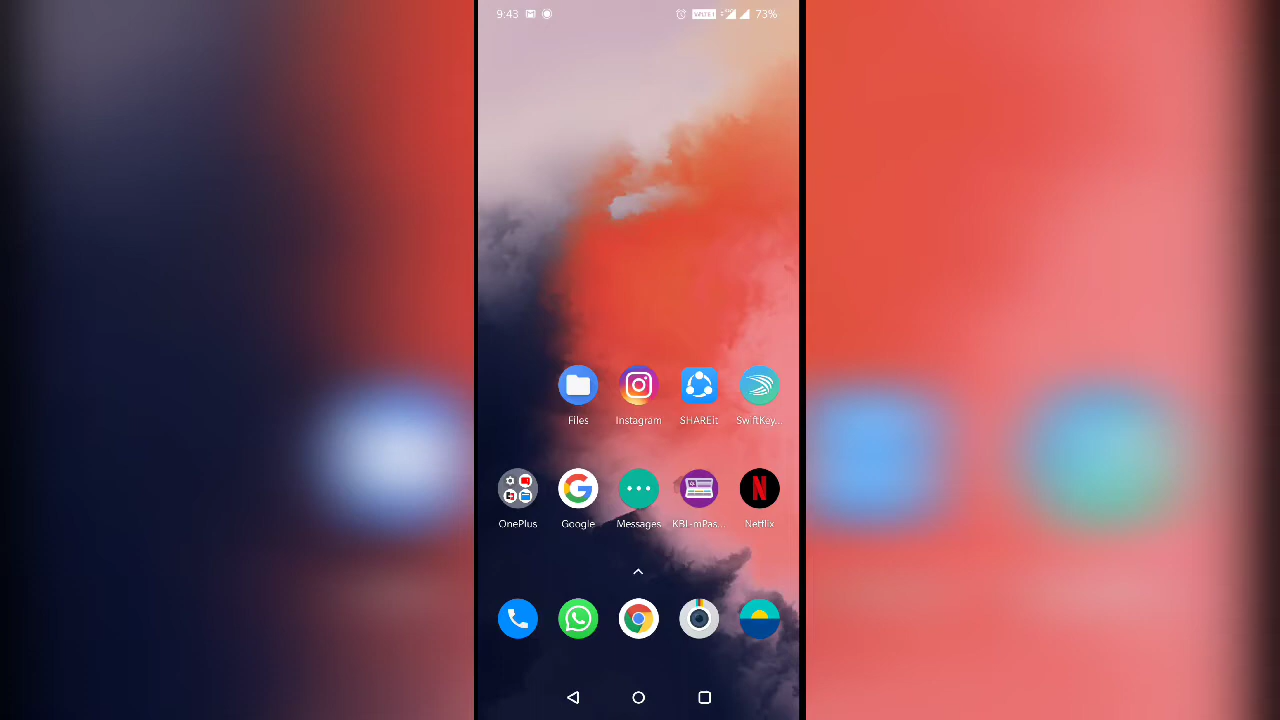 9:43 73%
Files Instagram SHAREit SwiftKey...
OnePlus Google Messages KBL-mPas... Netflix